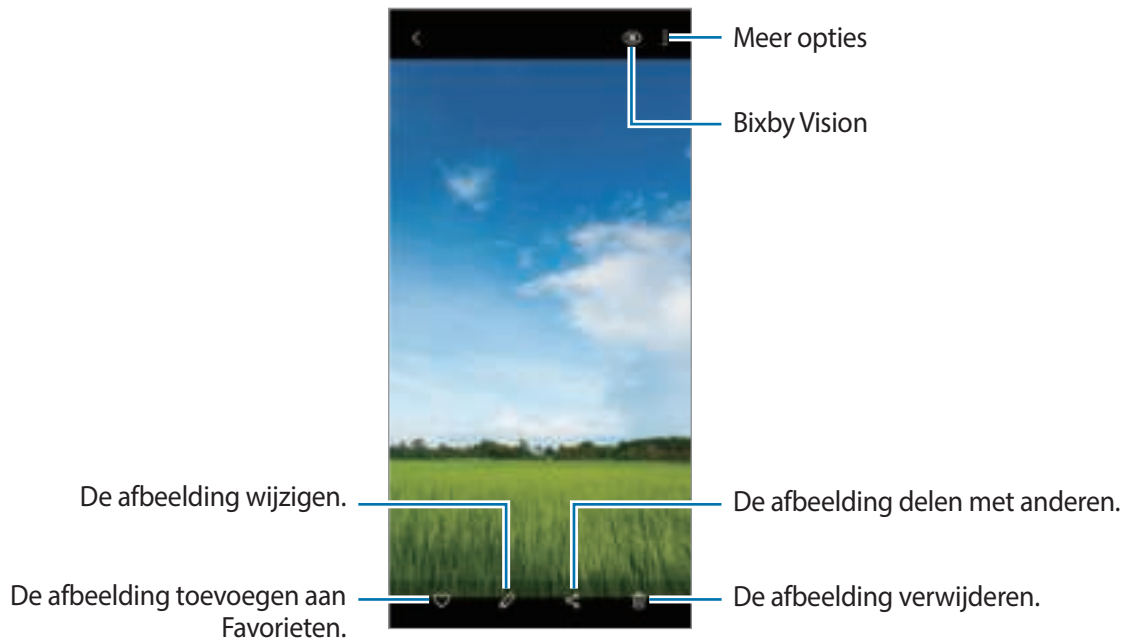 Meer opties
Bixby Vision
De afbeelding wijzigen.
De afbeelding delen met anderen.
De afbeelding toevoegen aan
Favorieten.
De afbeelding verwijderen.